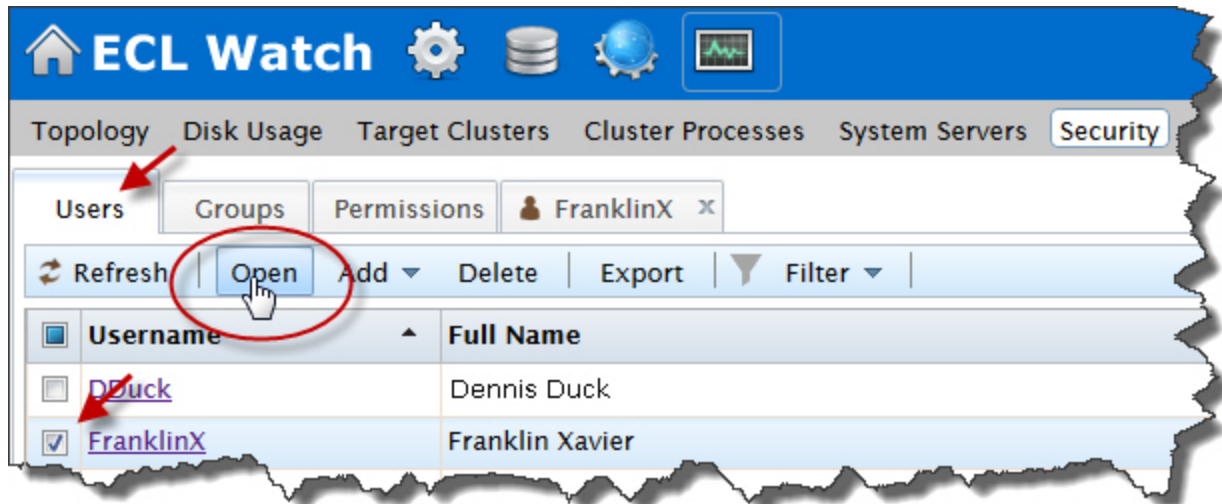 ECL Watch
Topology Disk Usage Target Clusters Cluster Processes System Servers Security
Users Groups Permissions FranklinX x
Refresh Open Add Delete Export Filter
Username Full Name
DDuck Dennis Duck
FranklinX Franklin Xavier